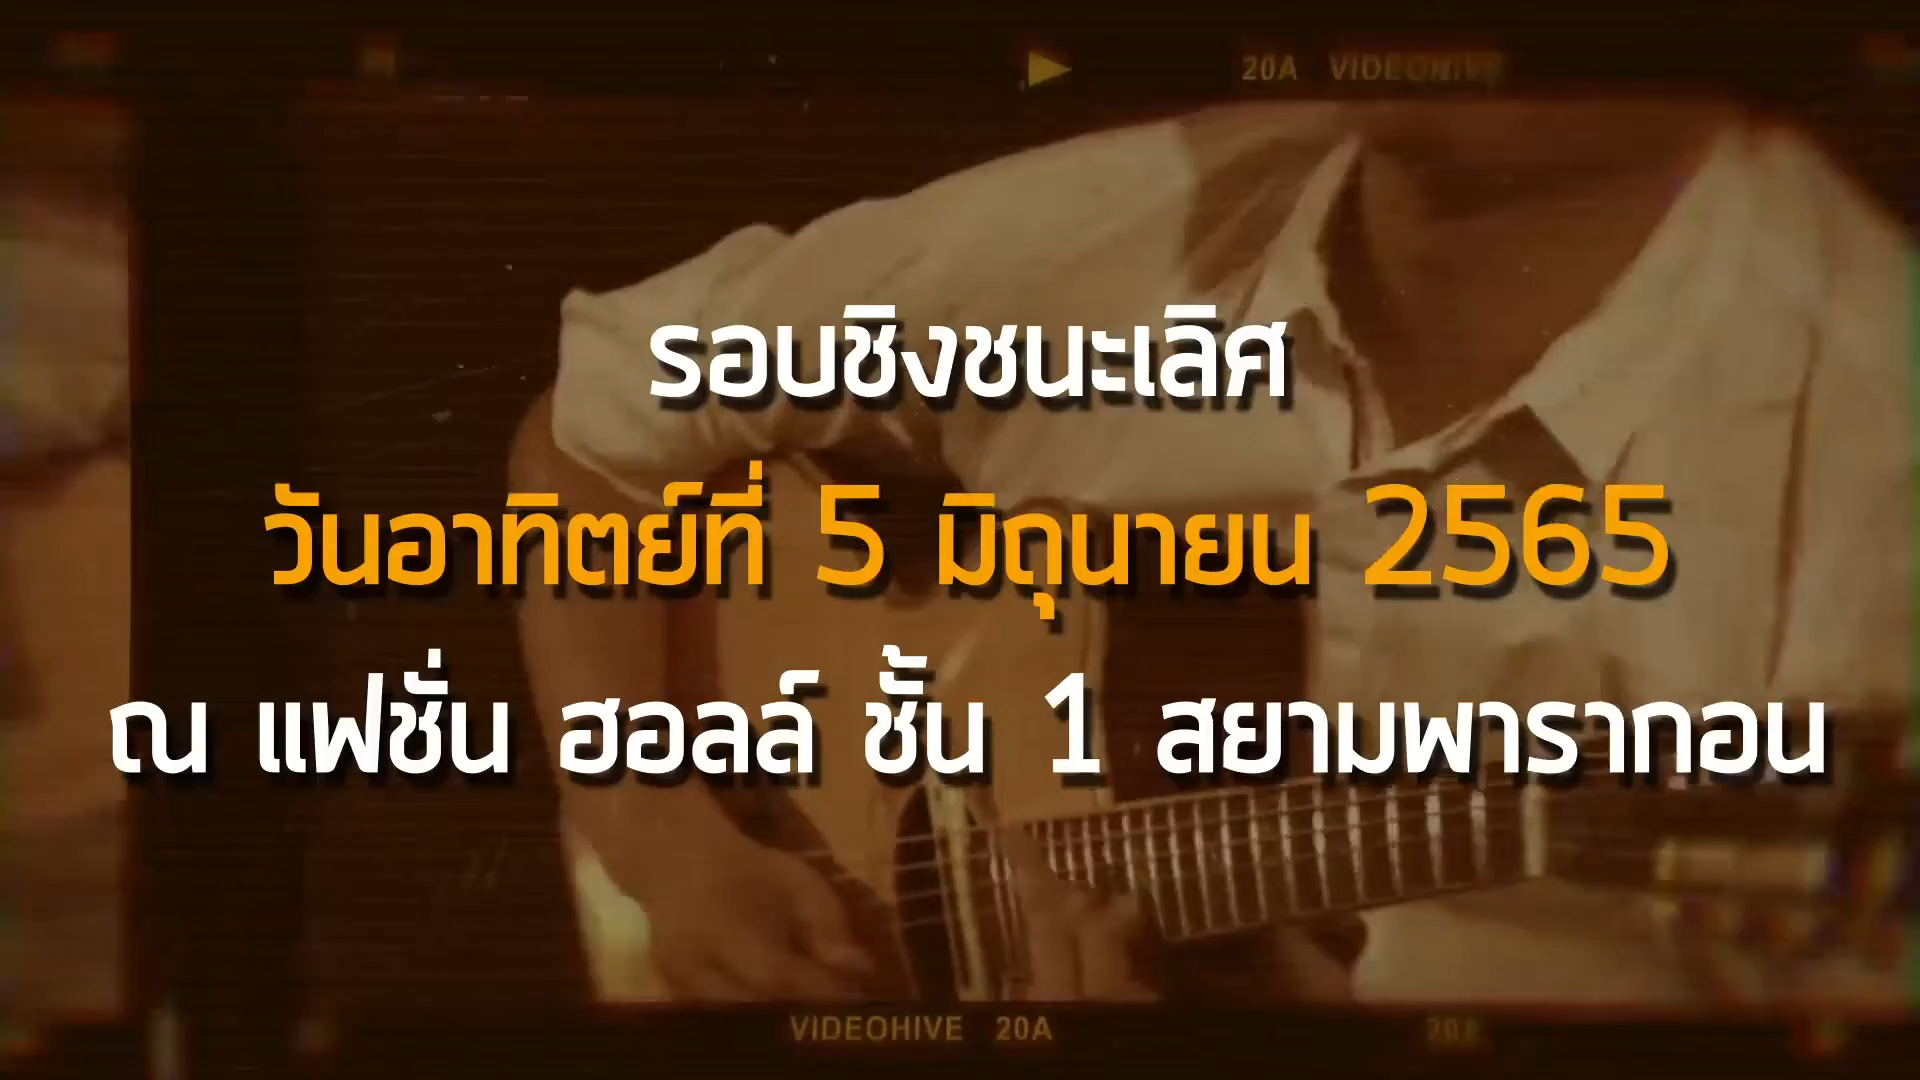 20A VIDEOHIVE
รอบชิงชนะเลิศ
วันอาทิตย์ที่ 5 มิถุนายน 2565
ณ แฟชั่น ฮอลล์ ชั้น 1 สยามพารากอน
VIDEOHIVE 20A